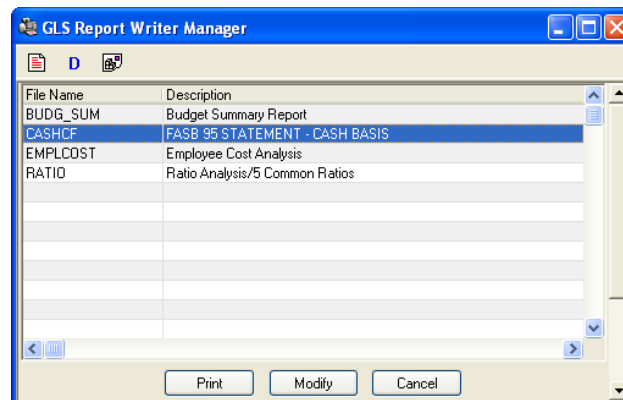 GLS Report Writer Manager
D
File Name Description
BUDG_SUM Budget Summary Report
CASHCF FASB 95 STATEMENT - CASH BASIS
EMPLCOST Employee Cost Analysis
RATIO Ratio Analysis/5 Common Ratios
Print Modify Cancel